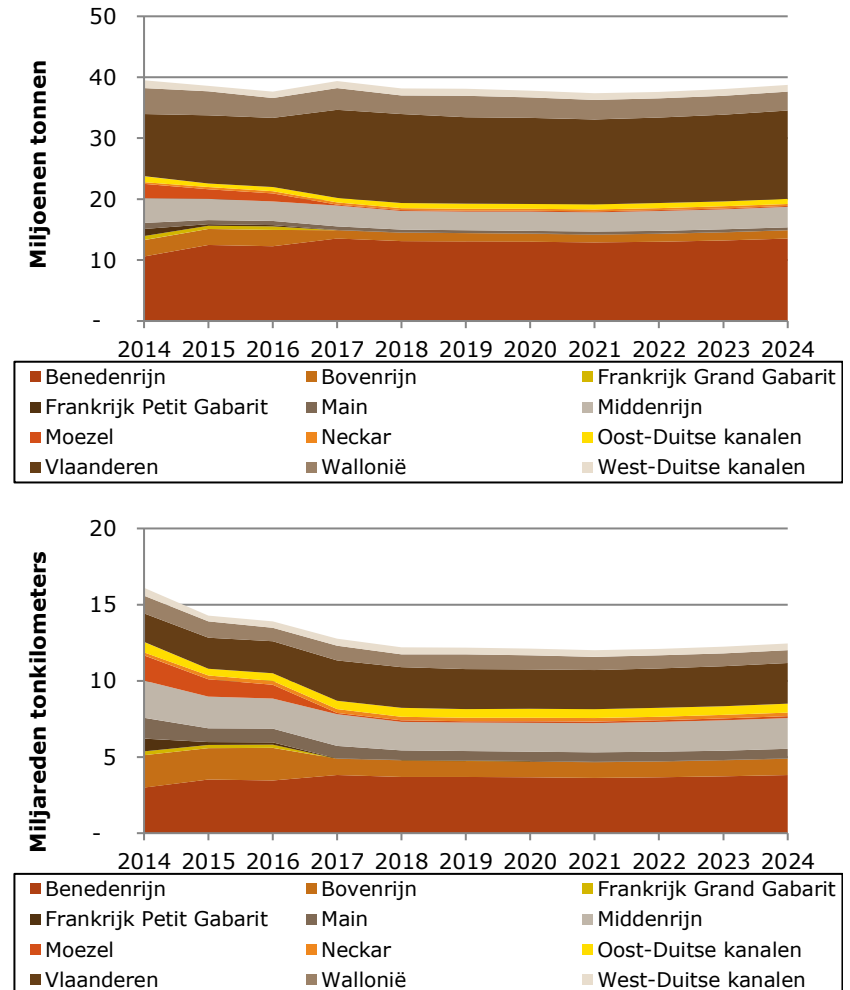 50
40
30
20
10
-
Miljoenen tonnen
2014 2015 2016 2017 2018 2019 2020 2021 2022 2023 2024
Benedenrijn Bovenrijn Frankrijk Grand Gabarit
Frankrijk Petit Gabarit Main Middenrijn
Moezel Neckar Oost-Duitse kanalen
Vlaanderen Wallonië West-Duitse kanalen
20
15
10
5
-
Miljareden tonkilometers
2014 2015 2016 2017 2018 2019 2020 2021 2022 2023 2024
Benedenrijn Bovenrijn Frankrijk Grand Gabarit
Frankrijk Petit Gabarit Main Middenrijn
Moezel Neckar Oost-Duitse kanalen
Vlaanderen Wallonië West-Duitse kanalen